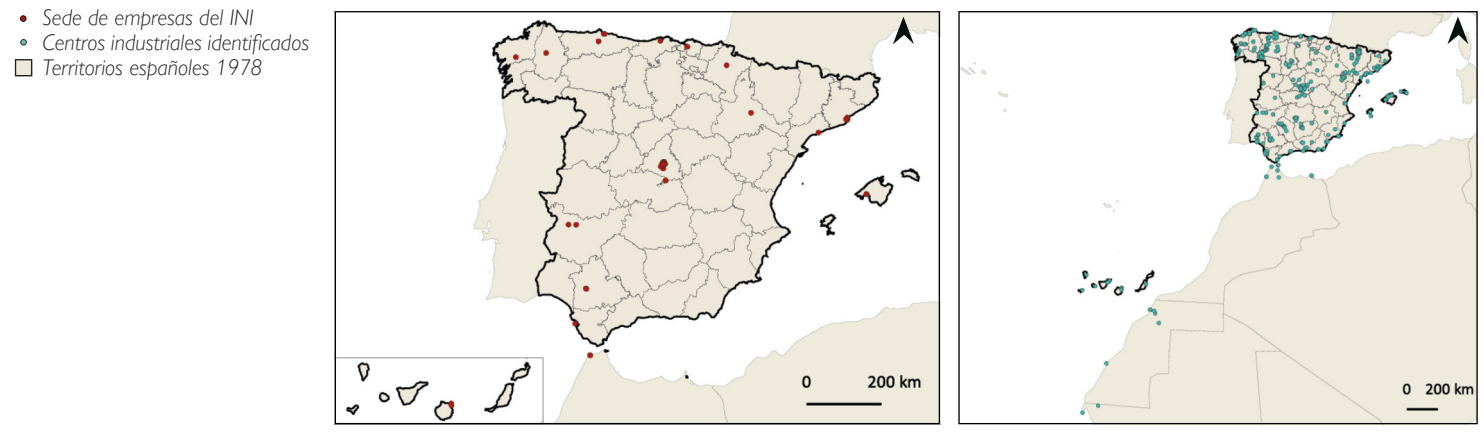 Sede de empresas del INI
Centros industriales identificados
Territorios españoles 1978
0 200 km
0 200 km